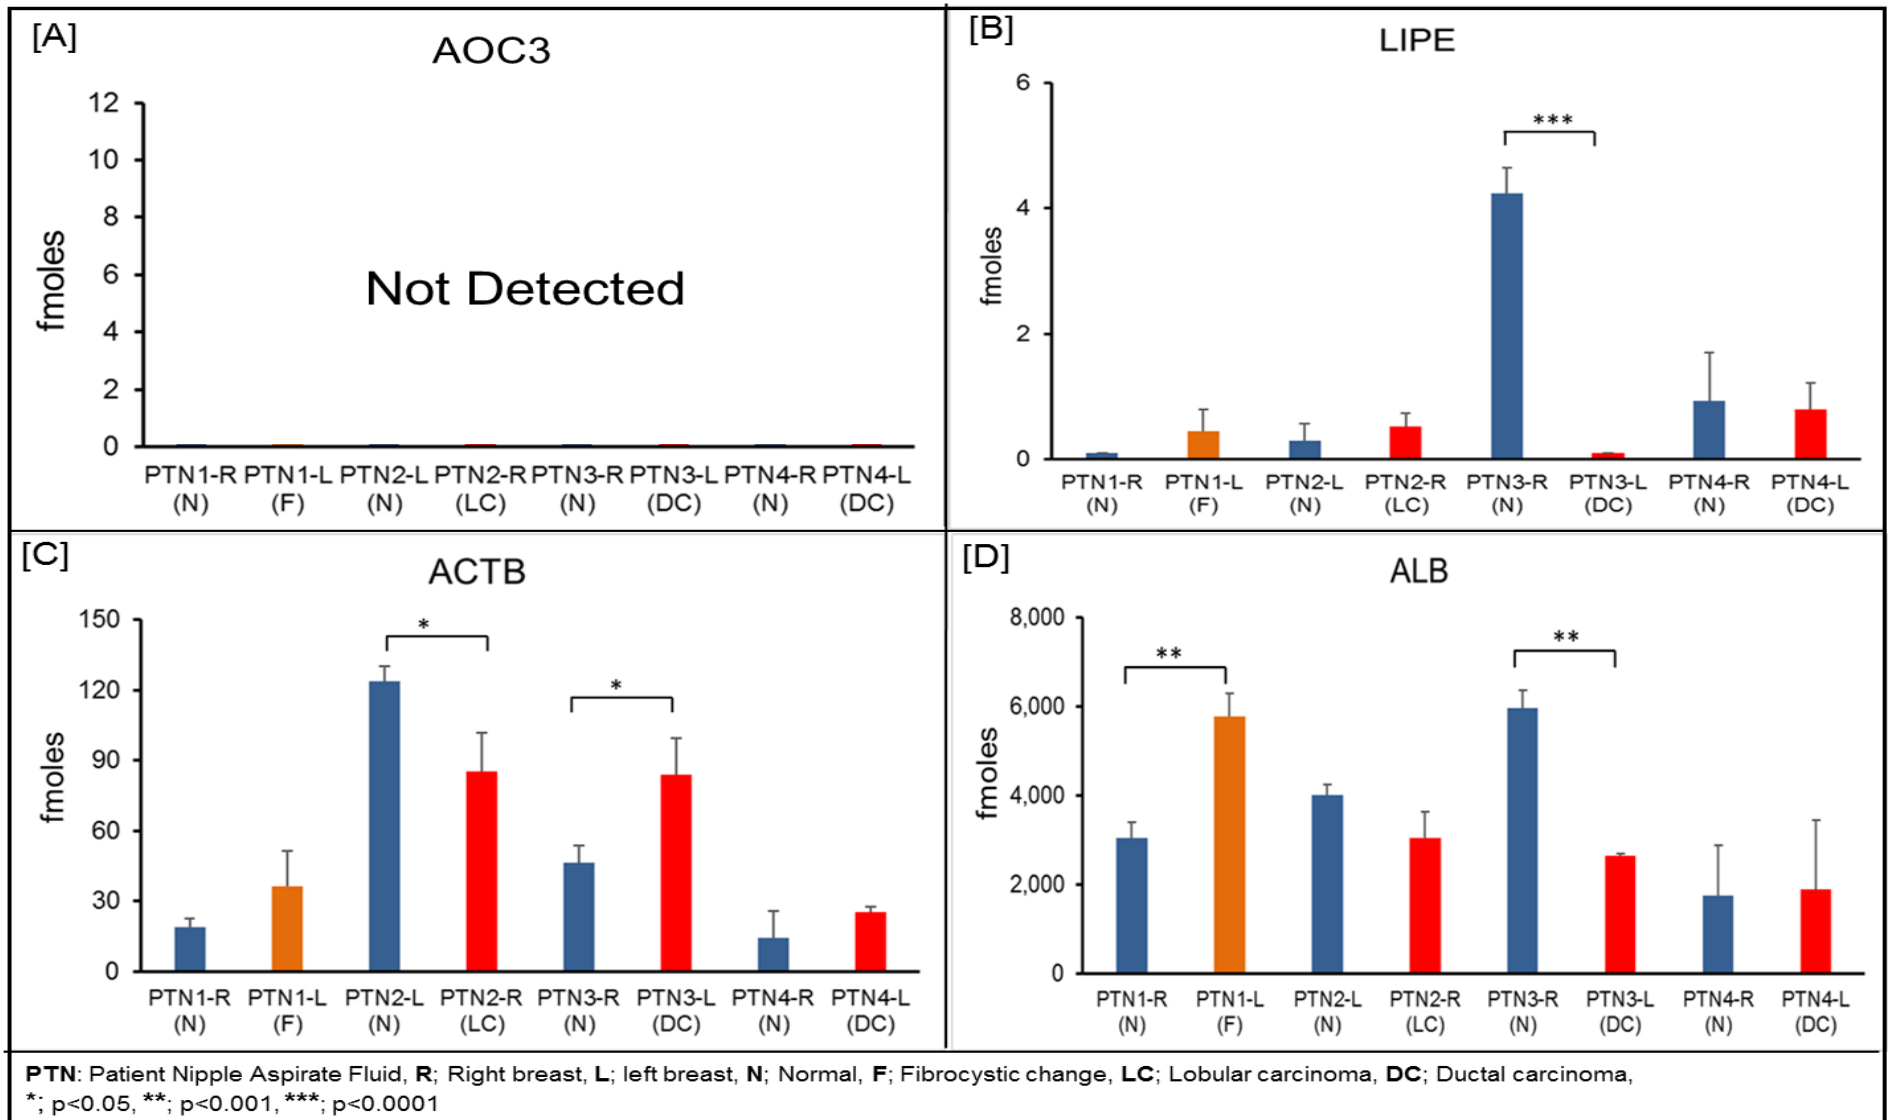 [A]
AOC3
fmoles
12
10
8
6
4
2
0
Not Detected
PTN1-R PTN1-L PTN2-L PTN2-R PTN3-R PTN3-L PTN4-R PTN4-L
(N) (F) (N) (LC) (N) (DC) (N) (DC)
[B]
LIPE
fmoles
6
4
2
0
***
PTN1-R PTN1-L PTN2-L PTN2-R PTN3-R PTN3-L PTN4-R PTN4-L
(N) (F) (N) (LC) (N) (DC) (N) (DC)
[C]
ACTB
fmoles
150
120
90
60
30
0
*
*
PTN1-R PTN1-L PTN2-L PTN2-R PTN3-R PTN3-L PTN4-R PTN4-L
(N) (F) (N) (LC) (N) (DC) (N) (DC)
[D]
ALB
fmoles
8,000
6,000
4,000
2,000
0
**
**
PTN1-R PTN1-L PTN2-L PTN2-R PTN3-R PTN3-L PTN4-R PTN4-L
(N) (F) (N) (LC) (N) (DC) (N) (DC)
PTN: Patient Nipple Aspirate Fluid, R; Right breast, L; left breast, N; Normal, F; Fibrocystic change, LC; Lobular carcinoma, DC; Ductal carcinoma,
*; p<0.05, **; p<0.001, ***; p<0.0001